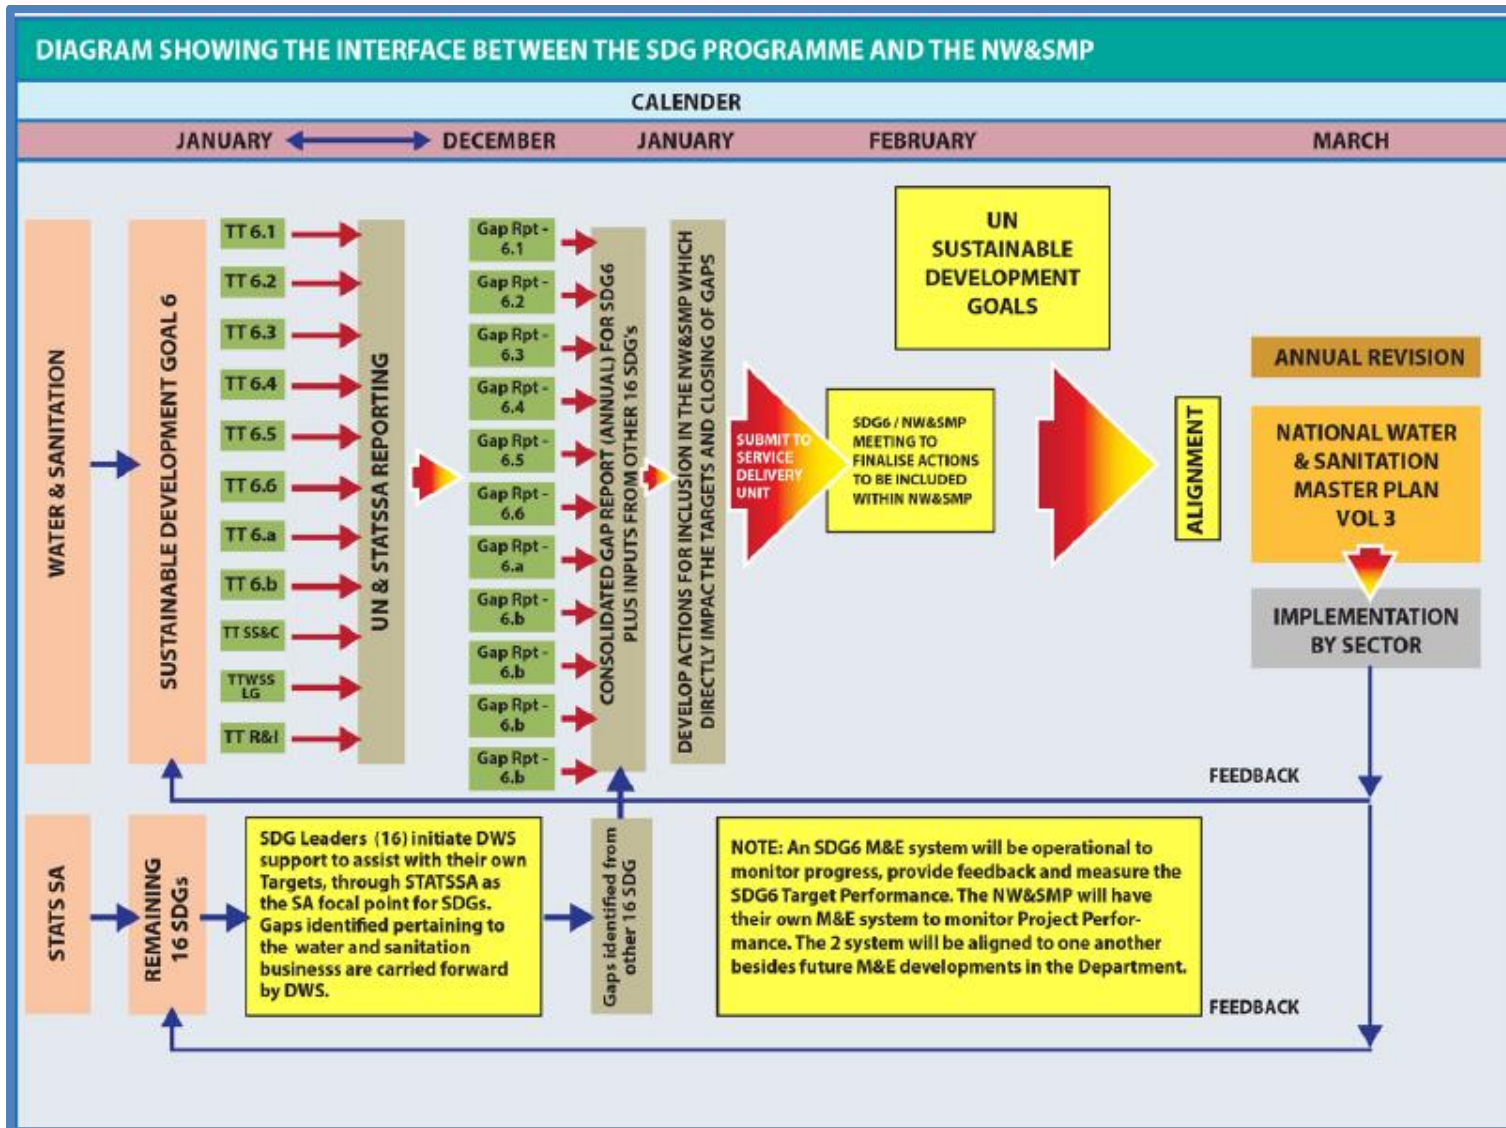 DIAGRAM SHOWING THE INTERFACE BETWEEN THE SDG PROGRAMME AND THE NW&SMP
CALENDER
JANUARY
DECEMBER
JANUARY
FEBRUARY
MARCH
WATER & SANITATION
SUSTAINABLE DEVELOPMENT GOAL 6
TT 6.1
TT 6.2
TT 6.3
TT 6.4
TT 6.5
TT 6.6
TT 6.a
TT 6.b
TT SS&C
TTWSS
LG
TT R&I
UN & STATSSA REPORTING
Gap Rpt -
6.1
Gap Rpt -
6.2
Gap Rpt -
6.3
Gap Rpt -
6.4
Gap Rpt -
6.5
Gap Rpt -
6.6
Gap Rpt -
6.a
Gap Rpt -
6.b
Gap Rpt -
6.b
Gap Rpt -
6.b
Gap Rpt -
6.b
CONSOLIDATED GAP REPORT (ANNUAL) FOR SDG6
PLUS INPUTS FROM OTHER 16 SDG's
DEVELOP ACTIONS FOR INCLUSION IN THE NW&SMP WHICH
DIRECTLY IMPACT THE TARGETS AND CLOSING OF GAPS
SUBMIT TO
SERVICE
DELIVERY
UNIT
UN
SUSTAINABLE
DEVELOPMENT
GOALS
SDG6 / NW&SMP
MEETING TO
FINALISE ACTIONS
TO BE INCLUDED
WITHIN NW&SMP
ALIGNMENT
ANNUAL REVISION
NATIONAL WATER
& SANITATION
MASTER PLAN
VOL 3
IMPLEMENTATION
BY SECTOR
FEEDBACK
STATS SA
REMAINING
16 SDGs
SDG Leaders (16) initiate DWS
support to assist with their own
Targets, through STATSSA as
the SA focal point for SDGs.
Gaps identified pertaining to
the water and sanitation
businesss are carried forward
by DWS.
Gaps identified from
other 16 SDG
NOTE: An SDG6 M&E system will be operational to
monitor progress, provide feedback and measure the
SDG6 Target Performance. The NW&SMP will have
their own M&E system to monitor Project Perfor-
mance. The 2 system will be aligned to one another
besides future M&E developments in the Department.
FEEDBACK